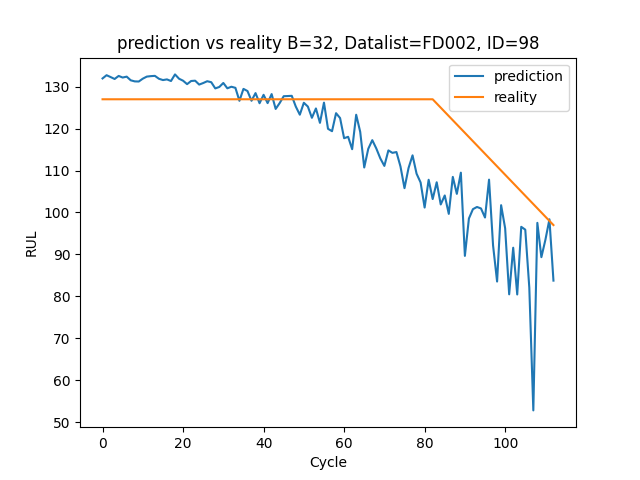 prediction vs reality B=32, Datalist=FD002, ID=98
prediction
reality
RUL
130
120
110
100
90
80
70
60
50
0 20 40 60 80 100
Cycle